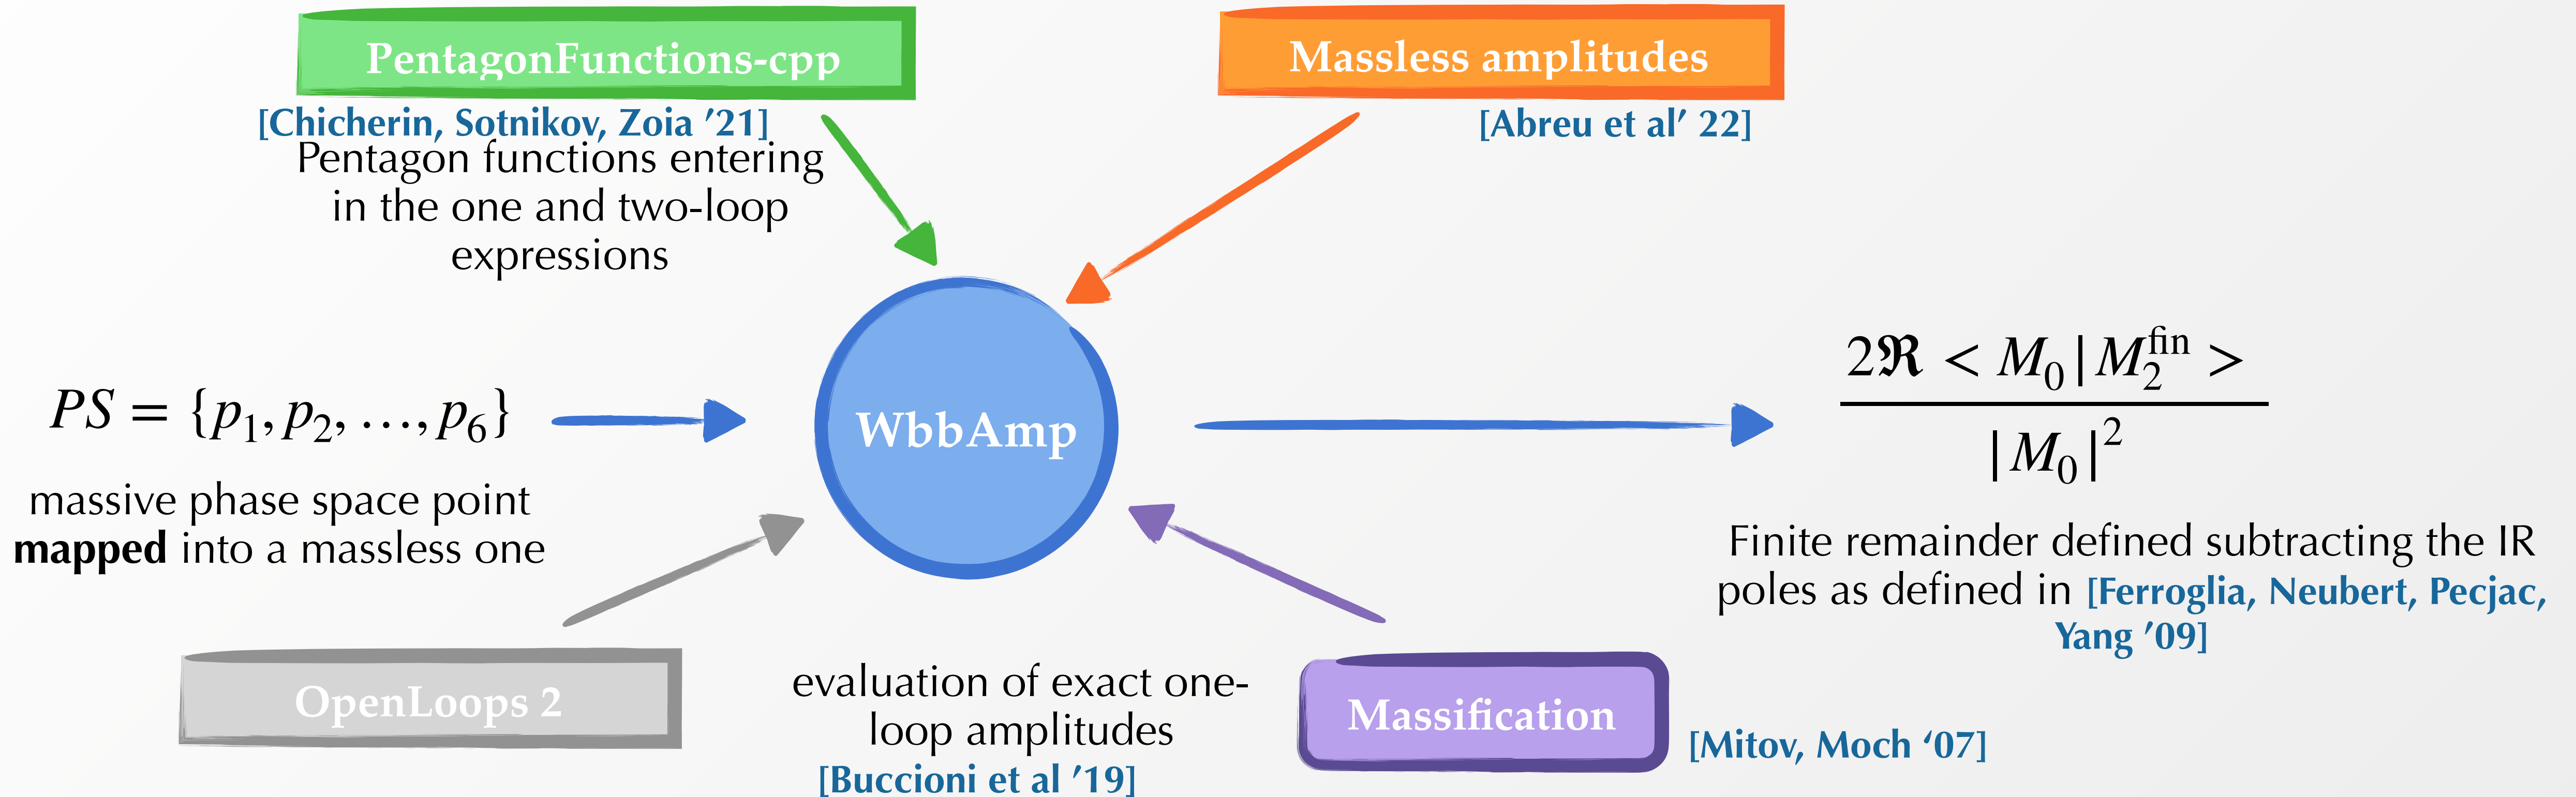 PentagonFunctions-cpp
[Chicherin, Sotnikov, Zoia ’21]
Pentagon functions entering
in the one and two-loop
expressions
Massless amplitudes
[Abreu et al’ 22]
PS = {p₁, p₂, …, p₆}
massive phase space point
mapped into a massless one
WbbAmp
2ℜ < M₀ | M₂^fin >
|M₀|²
Finite remainder defined subtracting the IR
poles as defined in [Ferroglia, Neubert, Pecjac,
Yang ’09]
OpenLoops 2
evaluation of exact one-
loop amplitudes
[Buccioni et al ’19]
Massification
[Mitov, Moch ‘07]